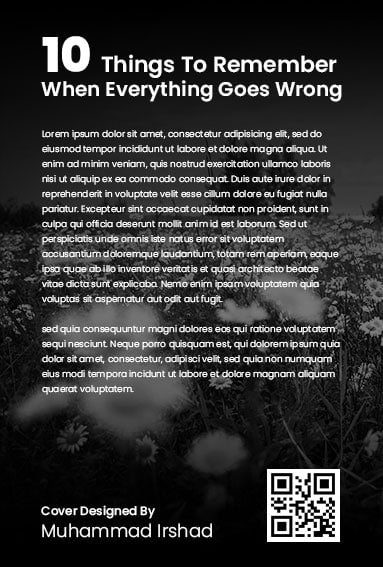 10 Things To Remember
When Everything Goes Wrong
Lorem ipsum dolor sit amet, consectetur adipisicing elit, sed do
eiusmod tempor incididunt ut labore et dolore magna aliqua. Ut
enim ad minim veniam, quis nostrud exercitation ullamco laboris
nisi ut aliquip ex ea commodo consequat. Duis aute irure dolor in
reprehenderit in voluptate velit esse cillum dolore eu fugiat nulla
pariatur. Excepteur sint occaecat cupidatat non proident, sunt in
culpa qui officia deserunt mollit anim id est laborum. Sed ut
perspiciatis unde omnis iste natus error sit voluptatem
accusantium doloremque laudantium, totam rem aperiam, eaque
ipsa quae ab illo inventore veritatis et quasi architecto beatae
vitae dicta sunt explicabo. Nemo enim ipsam voluptatem quia
voluptas sit aspernatur aut odit aut fugit.
sed quia consequuntur magni dolores eos qui ratione voluptatem
sequi nesciunt. Neque porro quisquam est, qui dolorem ipsum quia
dolor sit amet, consectetur, adipisci velit, sed quia non numquam
eius modi tempora incidunt ut labore et dolore magnam aliquam
quaerat voluptatem.
Cover Designed By
Muhammad Irshad